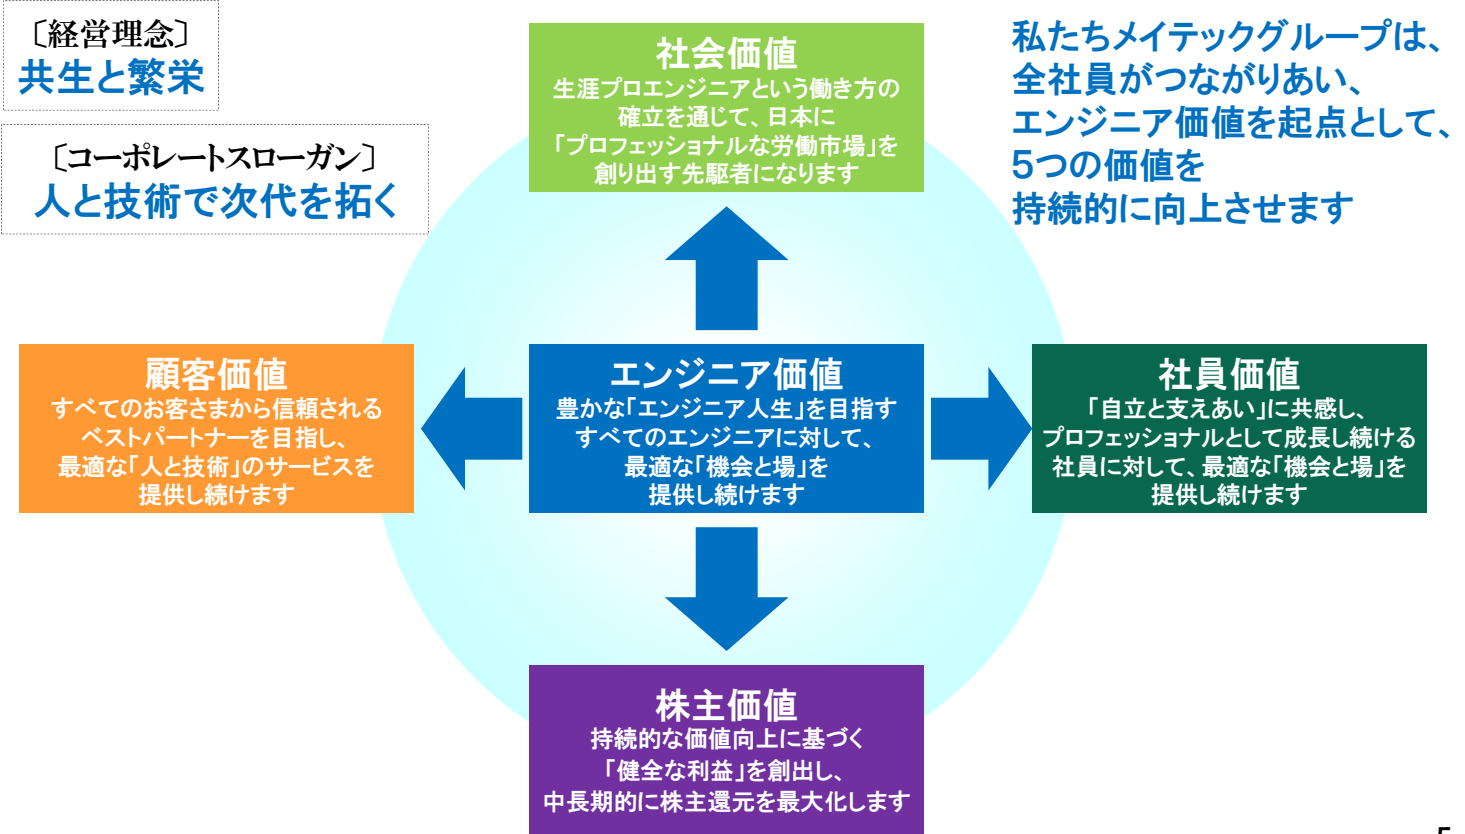 〔経営理念〕
共生と繁栄
〔コーポレートスローガン〕
人と技術で次代を拓く
私たちメイテックグループは、
全社員がつながりあい、
エンジニア価値を起点として、
5つの価値を
持続的に向上させます
社会価値
生涯プロエンジニアという働き方の
確立を通じて、日本に
「プロフェッショナルな労働市場」を
創り出す先駆者になります
顧客価値
すべてのお客さまから信頼される
ベストパートナーを目指し、
最適な「人と技術」のサービスを
提供し続けます
エンジニア価値
豊かな「エンジニア人生」を目指す
すべてのエンジニアに対して、
最適な「機会と場」を
提供し続けます
社員価値
「自立と支えあい」に共感し、
プロフェッショナルとして成長し続ける
社員に対して、最適な「機会と場」を
提供し続けます
株主価値
持続的な価値向上に基づく
「健全な利益」を創出し、
中長期的に株主還元を最大化します